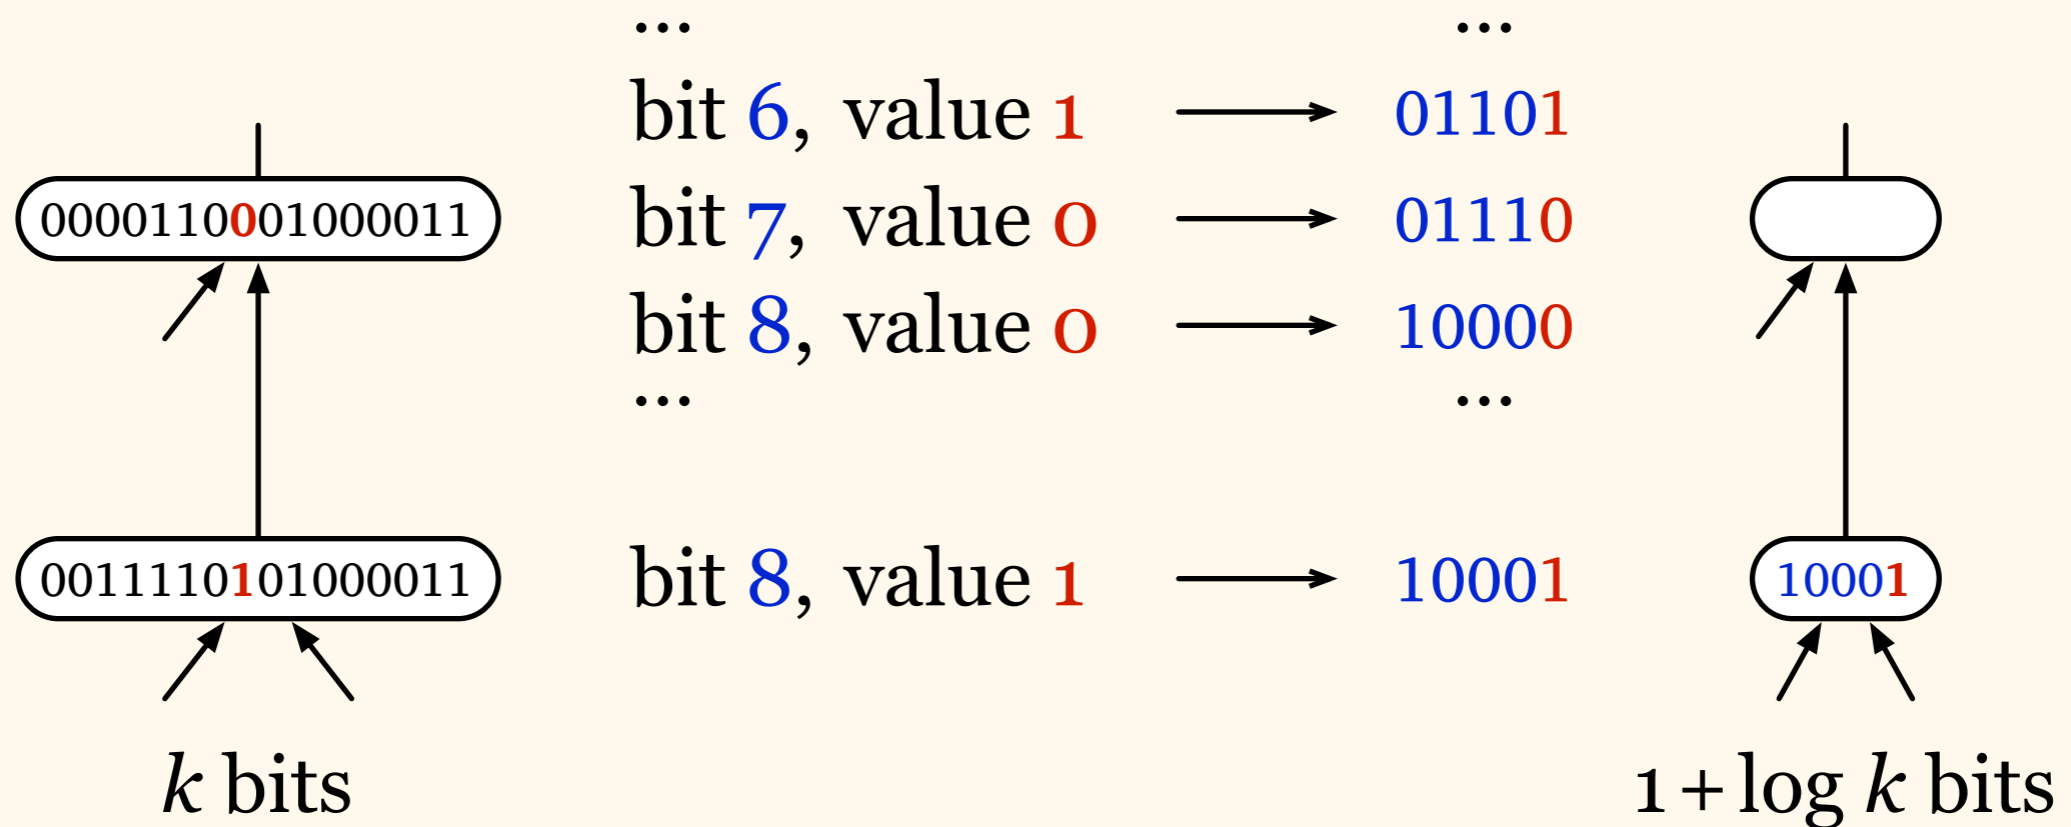 ... ...
bit 6, value 1 → 01101
0000110001000011 bit 7, value 0 → 01110
bit 8, value 0 → 10000
... ...
0011110101000011 bit 8, value 1 → 10001 10001
k bits 1 + log k bits